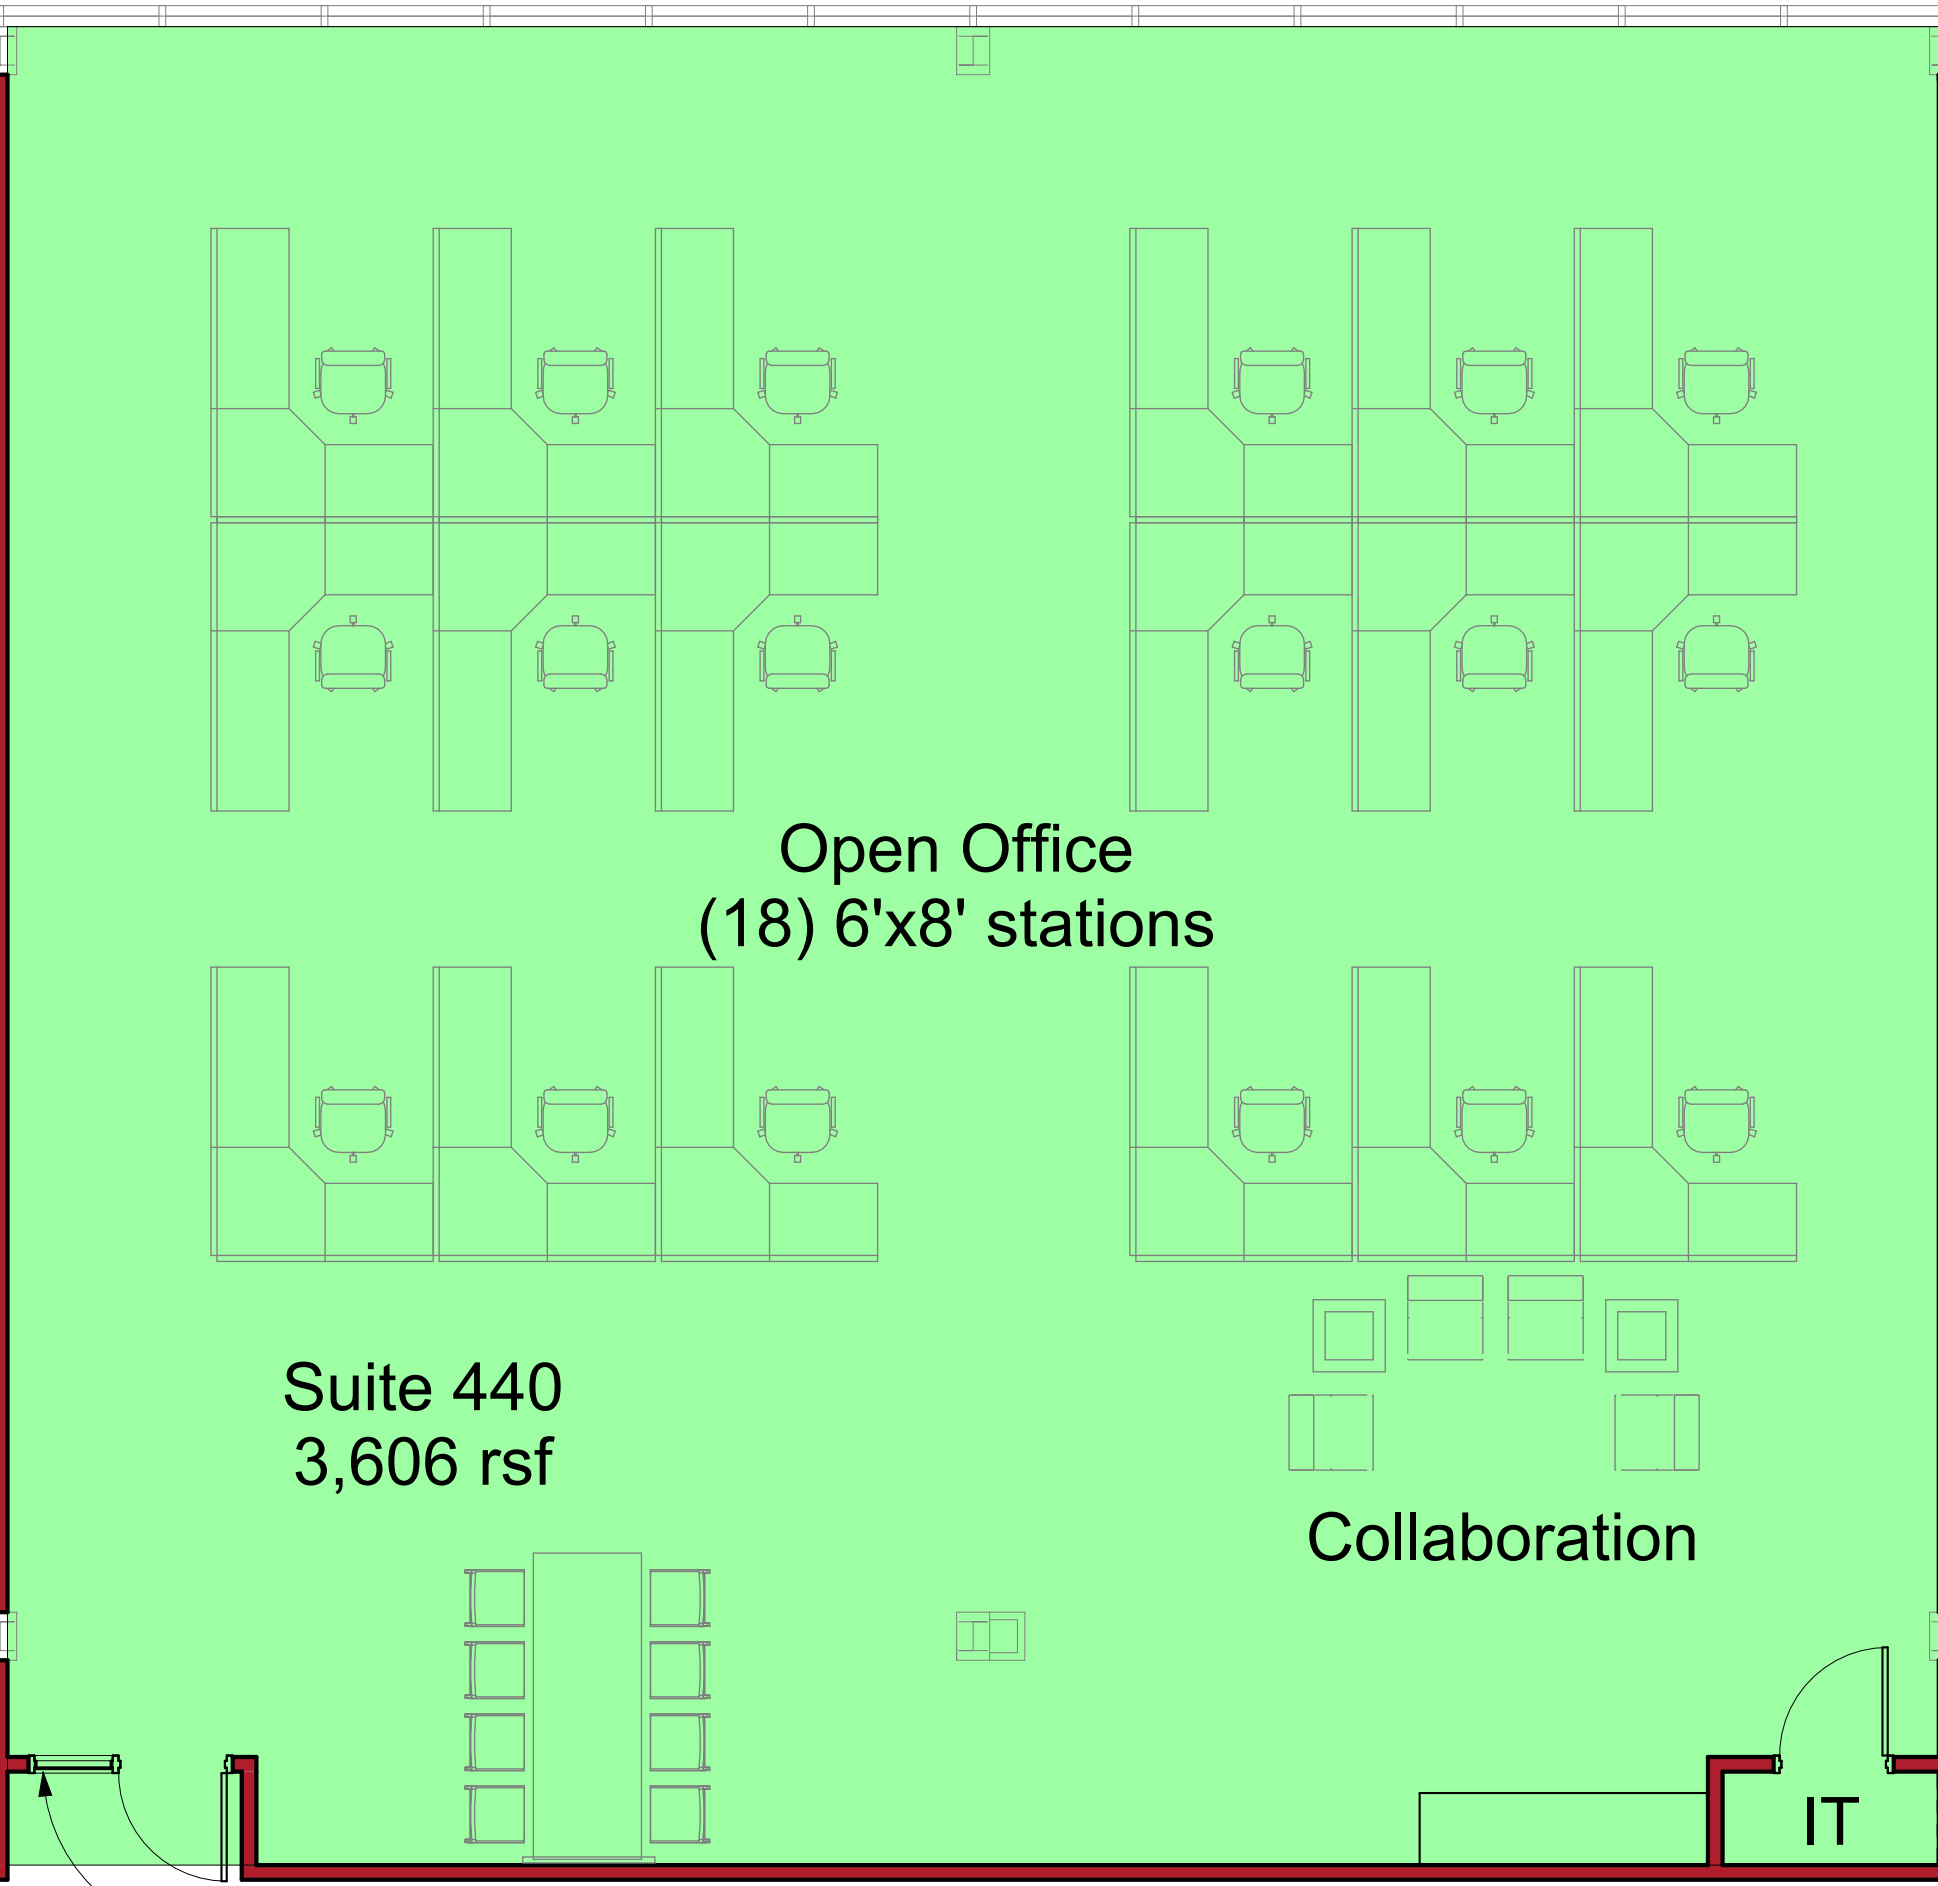 Open Office
(18) 6'x8' stations
Suite 440
3,606 rsf
Collaboration
IT